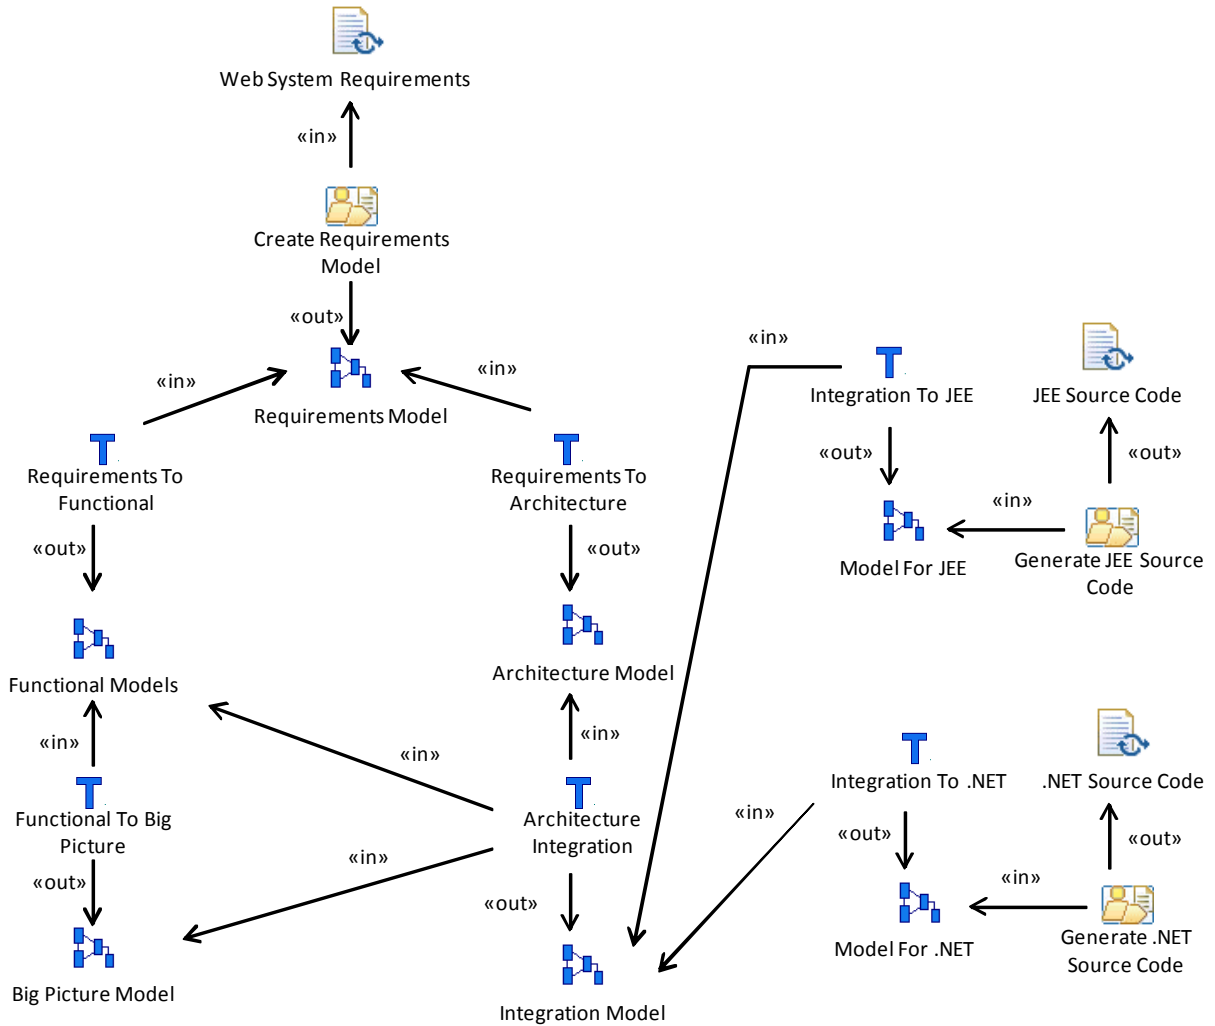 Web System Requirements
«in»
Create Requirements
Model
«out»
«in»
«in»
Requirements Model
Requirements To
Functional
Requirements To
Architecture
«out»
«out»
Functional Models
Architecture Model
«in»
«in»
«in»
Functional To Big
Picture
Architecture
Integration
«in»
«out»
«out»
Big Picture Model
Integration Model
«in»
Integration To JEE
JEE Source Code
«out»
«out»
«in»
Model For JEE
Generate JEE Source
Code
Integration To .NET
.NET Source Code
«in»
«out»
«out»
«in»
Model For .NET
Generate .NET
Source Code